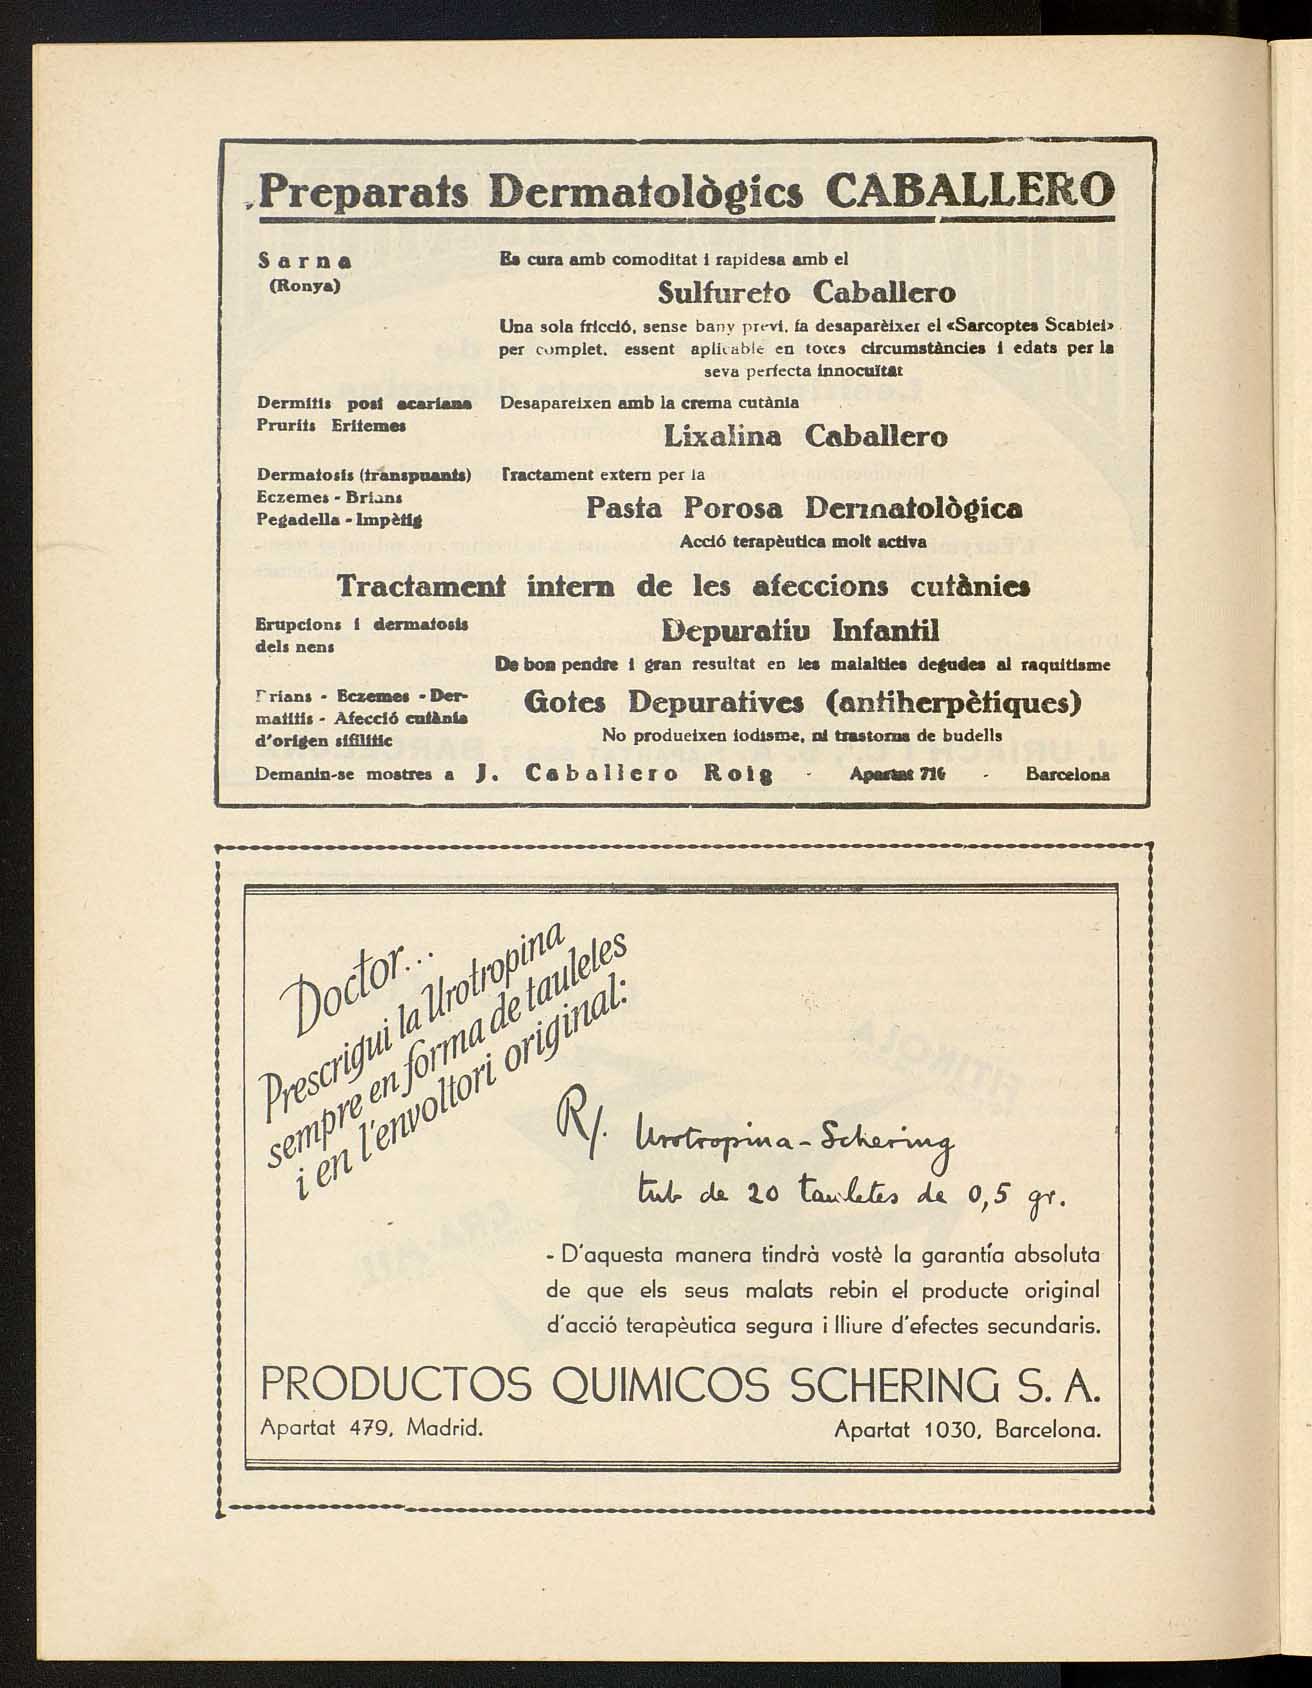 Preparats Dermatològics CABALLERO
Sarna
(Ronya)
Es cura amb comoditat i rapidesa amb el
Sulfureto Caballero
Una sola fricció, sense bany previ, fa desaparèixer el «Sarcoptes Scabiei»
per complet, essent aplicable en totes circumstàncies i edats per la
seva perfecta innocuïtat
Dermitis post acariana
Prurits Eritemes
Desapareixen amb la crema cutània
Lixalina Caballero
Dermatosis (transpuants)
Eczemes - Brians
Pegadella - Impètig
Tractament extern per la
Pasta Porosa Dermatològica
Acció terapèutica molt activa
Tractament intern de les afeccions cutànies
Erupcions i dermatosis
dels nens
Depuratiu Infantil
De bon pendre i gran resultat en les malalties degudes al raquitisme
Brians - Eczemes - Der-
matitis - Afecció cutània
d'origen sifilític
Gotes Depuratives (antiherpètiques)
No produeixen iodisme, ni trastorns de budells
Demanin-se mostres a J. Caballero Roig - Apartat 716 - Barcelona
Doctor...
Prescrigui la Urotropina
sempre en forma de tauletes
i en l'envoltori original:
R/. Urotropina - Schering
tub de 20 tauletes de 0,5 gr.
- D'aquesta manera tindrà vostè la garantía absoluta
de que els seus malats rebin el producte original
d'acció terapèutica segura i lliure d'efectes secundaris.
PRODUCTOS QUIMICOS SCHERING S. A.
Apartat 479, Madrid.
Apartat 1030, Barcelona.